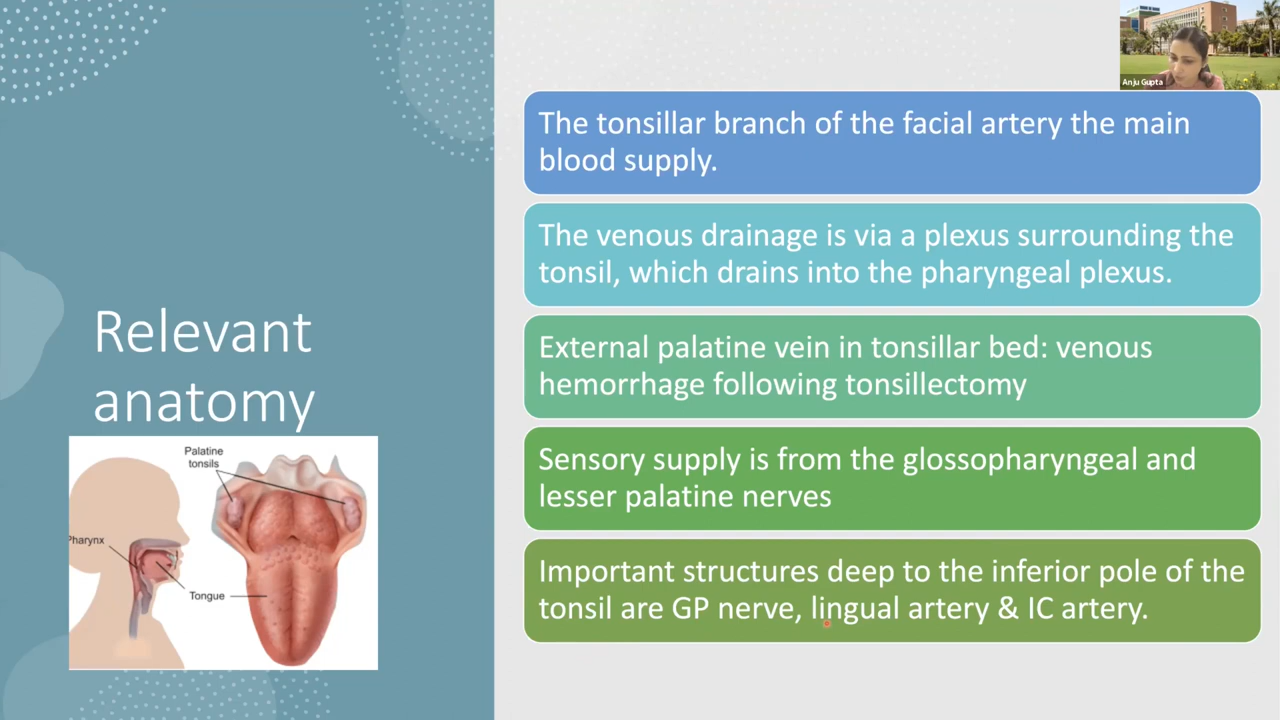 Anju Gupta
The tonsillar branch of the facial artery the main
blood supply.
The venous drainage is via a plexus surrounding the
tonsil, which drains into the pharyngeal plexus.
External palatine vein in tonsillar bed: venous
hemorrhage following tonsillectomy
Sensory supply is from the glossopharyngeal and
lesser palatine nerves
Important structures deep to the inferior pole of the
tonsil are GP nerve, lingual artery & IC artery.
Relevant
anatomy
Palatine
tonsils
Pharynx
Tongue